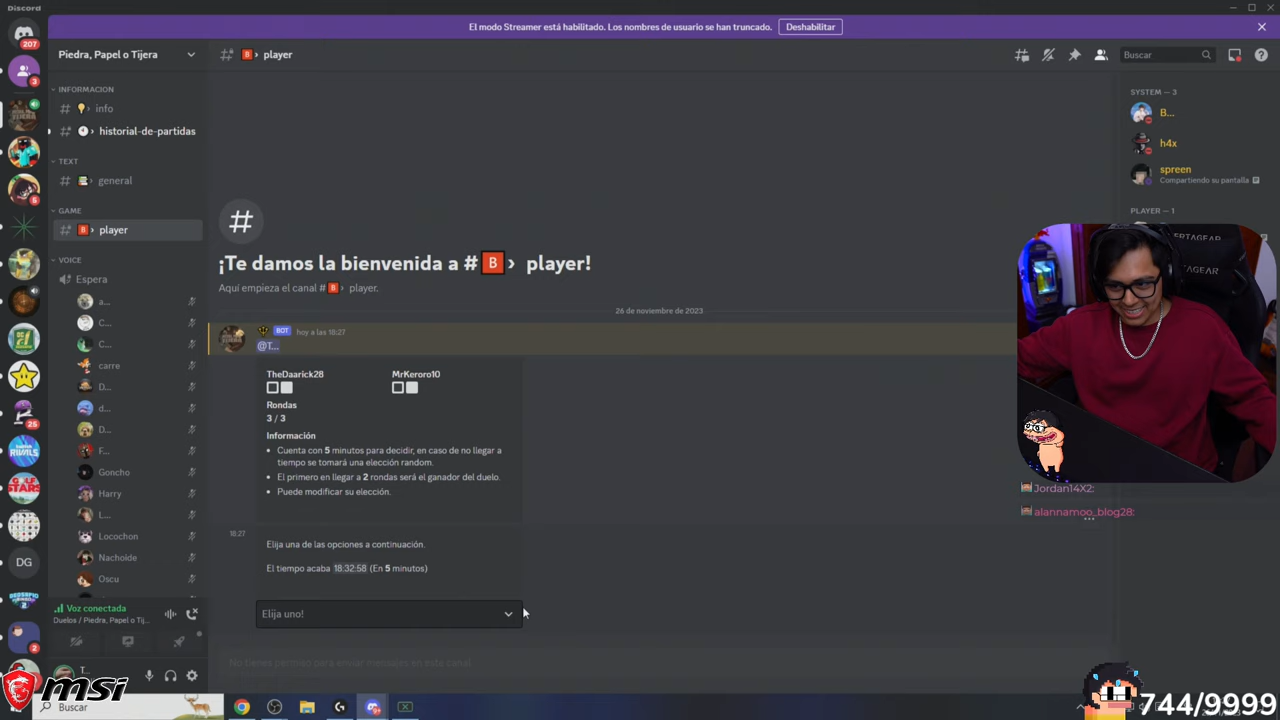 Discord
El modo Streamer está habilitado. Los nombres de usuario se han truncado. Deshabilitar
Piedra, Papel o Tijera
B › player
Buscar
INFORMACION
info
historial-de-partidas
TEXT
general
GAME
B › player
VOICE
Espera
a...
C...
C...
carre
D...
d...
D...
F...
Goncho
Harry
L...
Locochon
Nachoide
Oscu
Voz conectada
Duelos / Piedra, Papel o Tij...
T...
207
3
6
25
DG
2
¡Te damos la bienvenida a # B › player!
Aquí empieza el canal # B › player.
26 de noviembre de 2023
BOT hoy a las 18:27
@T...
TheDaarick28 MrKeroro10
Rondas
3 / 3
Información
• Cuenta con 5 minutos para decidir, en caso de no llegar a
tiempo se tomará una elección random.
• El primero en llegar a 2 rondas será el ganador del duelo.
• Puede modificar su elección.
18:27
Elija una de las opciones a continuación.
El tiempo acaba 18:32:58 (En 5 minutos)
Elija uno!
No tienes permiso para enviar mensajes en este canal.
SYSTEM — 3
B...
h4x
spreen
Compartiendo su pantalla
PLAYER — 1
Jordan14X2:
alannamoo_blog28:
msi
Buscar
744/9999